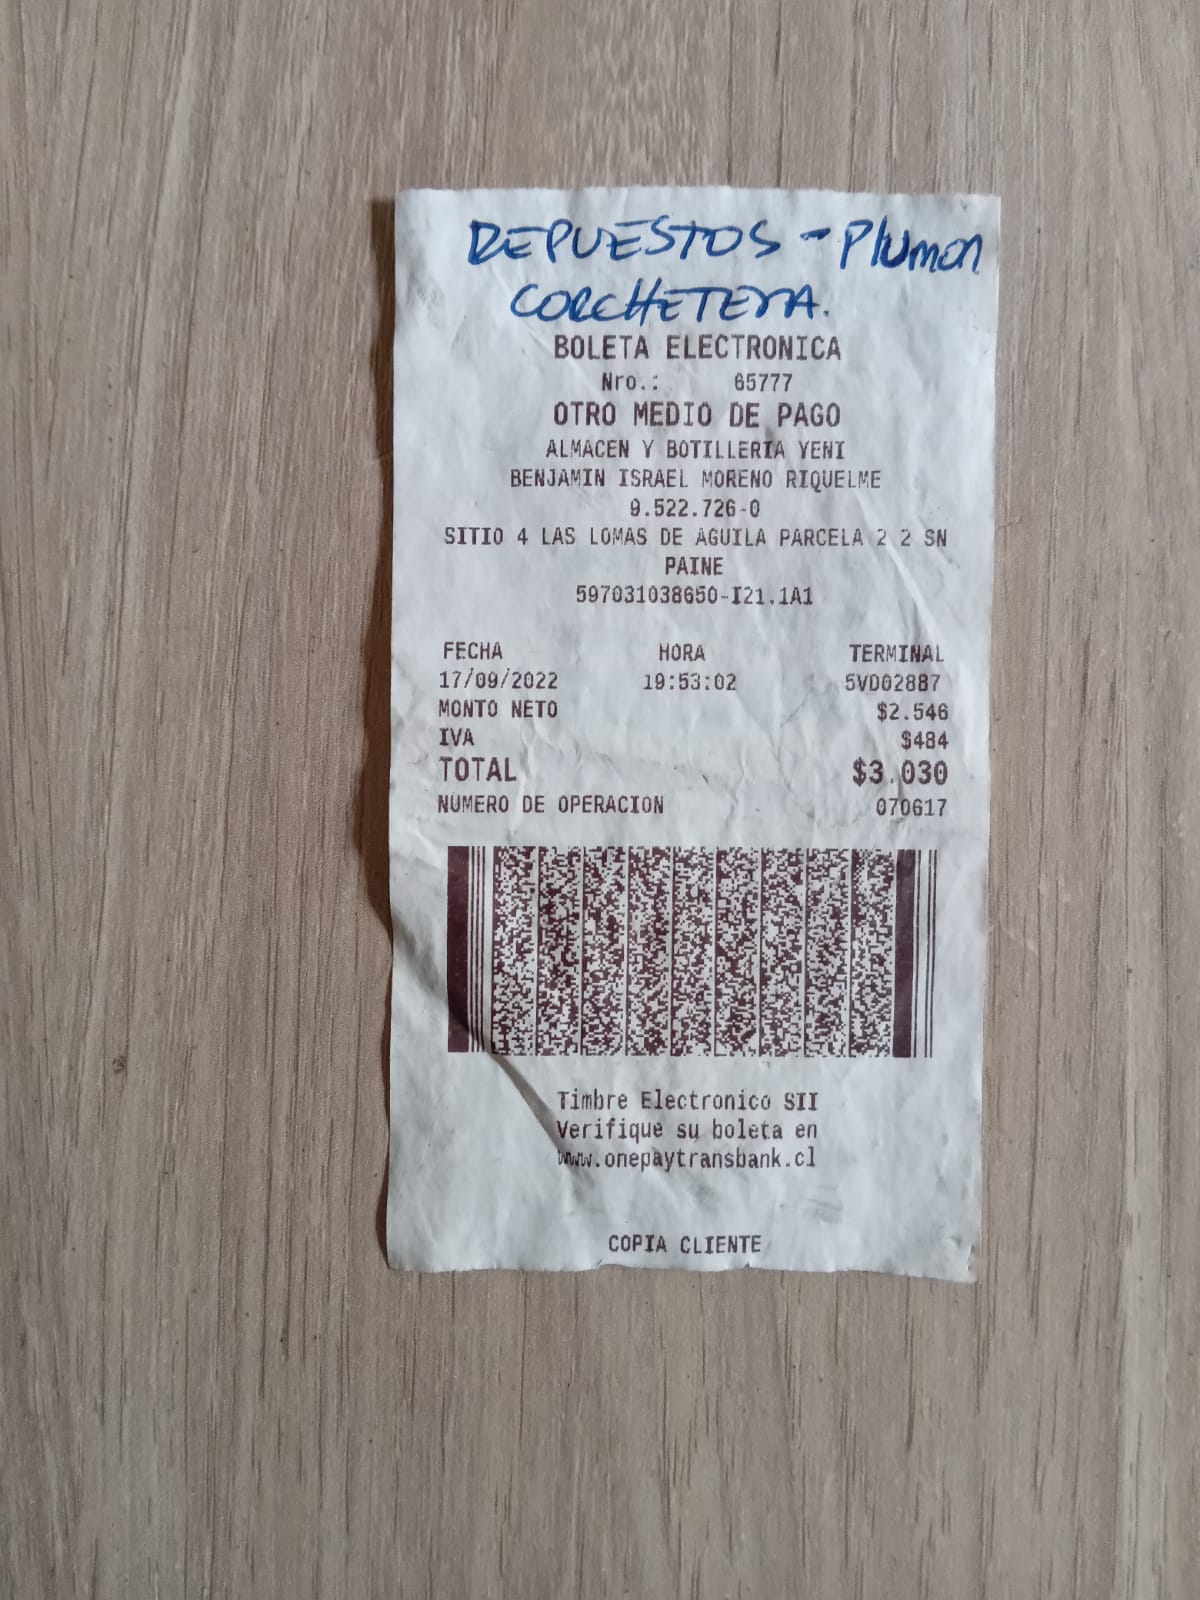 REPUESTOS - Plumon
CORCHETERA.
BOLETA ELECTRONICA
Nro.: 65777
OTRO MEDIO DE PAGO
ALMACEN Y BOTILLERIA YENI
BENJAMIN ISRAEL MORENO RIQUELME
9.522.726-0
SITIO 4 LAS LOMAS DE AGUILA PARCELA 2 2 SN
PAINE
597031038650-I21.1A1
FECHA HORA TERMINAL
17/09/2022 19:53:02 5VD02887
MONTO NETO $2.546
IVA $484
TOTAL $3.030
NUMERO DE OPERACION 070617
Timbre Electronico SII
Verifique su boleta en
www.onepaytransbank.cl
COPIA CLIENTE